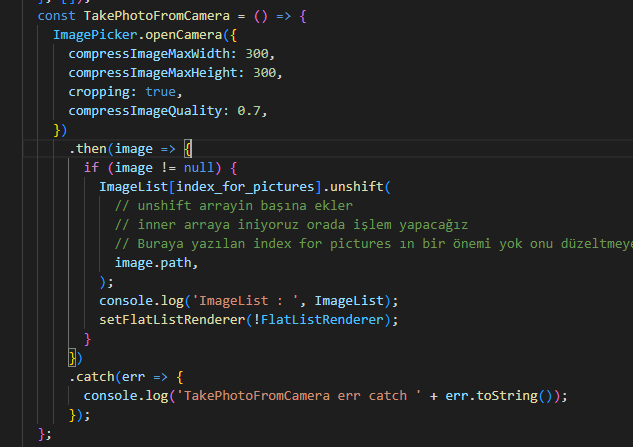 }, []);
const TakePhotoFromCamera = () => {
ImagePicker.openCamera({
compressImageMaxWidth: 300,
compressImageMaxHeight: 300,
cropping: true,
compressImageQuality: 0.7,
})
.then(image => {
if (image != null) {
ImageList[index_for_pictures].unshift(
// unshift arrayin başına ekler
// inner arraya iniyoruz orada işlem yapacağız
// Buraya yazılan index for pictures ın bir önemi yok onu düzeltmeye
image.path,
);
console.log('ImageList : ', ImageList);
setFlatListRenderer(!FlatListRenderer);
}
})
.catch(err => {
console.log('TakePhotoFromCamera err catch ' + err.toString());
});
};